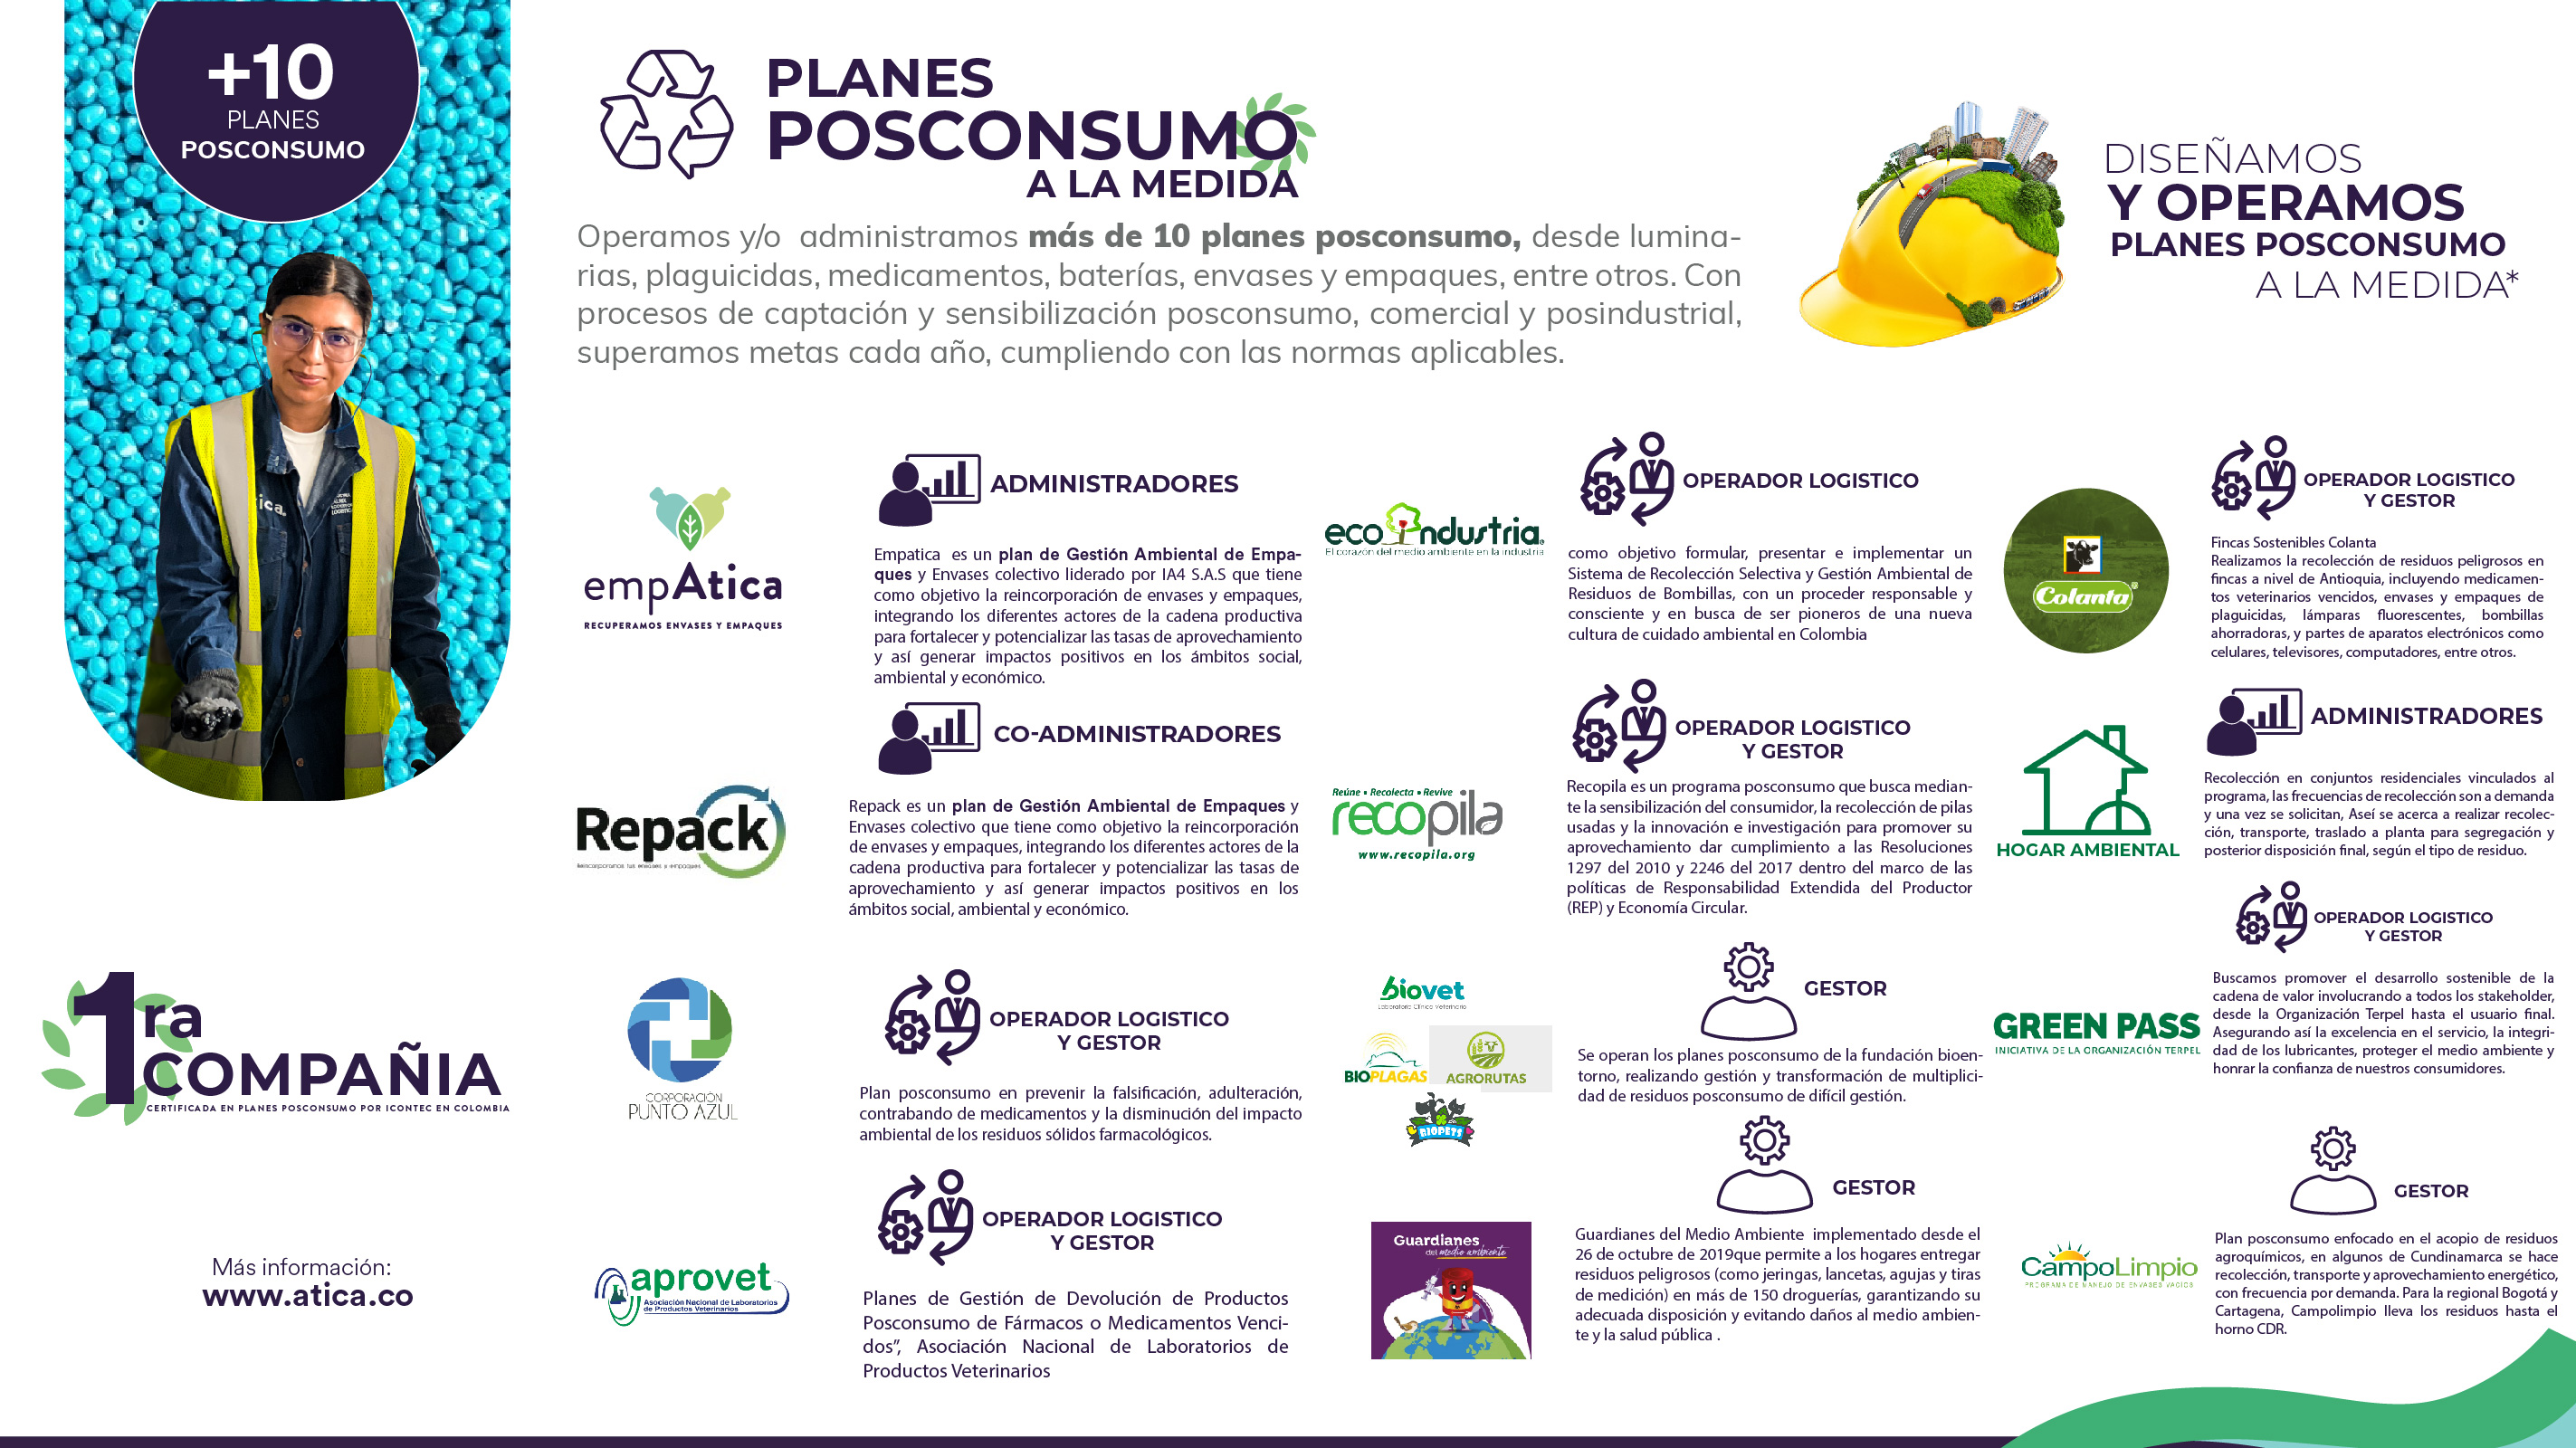 +10
PLANES
POSCONSUMO
PLANES
POSCONSUMO
A LA MEDIDA
Operamos y/o administramos más de 10 planes posconsumo, desde lumina-
rias, plaguicidas, medicamentos, baterías, envases y empaques, entre otros. Con
procesos de captación y sensibilización posconsumo, comercial y posindustrial,
superamos metas cada año, cumpliendo con las normas aplicables.
DISEÑAMOS
Y OPERAMOS
PLANES POSCONSUMO
A LA MEDIDA*
ica.
1ra
COMPAÑIA
CERTIFICADA EN PLANES POSCONSUMO POR ICONTEC EN COLOMBIA
Más información:
www.atica.co
empAtica
RECUPERAMOS ENVASES Y EMPAQUES
ADMINISTRADORES
Empatica es un plan de Gestión Ambiental de Empa-
ques y Envases colectivo liderado por IA4 S.A.S que tiene
como objetivo la reincorporación de envases y empaques,
integrando los diferentes actores de la cadena productiva
para fortalecer y potencializar las tasas de aprovechamiento
y así generar impactos positivos en los ámbitos social,
ambiental y económico.
Repack
Reincorporamos tus envases y empaques
CO-ADMINISTRADORES
Repack es un plan de Gestión Ambiental de Empaques y
Envases colectivo que tiene como objetivo la reincorporación
de envases y empaques, integrando los diferentes actores de la
cadena productiva para fortalecer y potencializar las tasas de
aprovechamiento y así generar impactos positivos en los
ámbitos social, ambiental y económico.
CORPORACIÓN
PUNTO AZUL
OPERADOR LOGISTICO
Y GESTOR
Plan posconsumo en prevenir la falsificación, adulteración,
contrabando de medicamentos y la disminución del impacto
ambiental de los residuos sólidos farmacológicos.
aprovet
Asociación Nacional de Laboratorios
de Productos Veterinarios
OPERADOR LOGISTICO
Y GESTOR
Planes de Gestión de Devolución de Productos
Posconsumo de Fármacos o Medicamentos Venci-
dos”, Asociación Nacional de Laboratorios de
Productos Veterinarios
ecoindustria
El corazón del medio ambiente en la industria
OPERADOR LOGISTICO
como objetivo formular, presentar e implementar un
Sistema de Recolección Selectiva y Gestión Ambiental de
Residuos de Bombillas, con un proceder responsable y
consciente y en busca de ser pioneros de una nueva
cultura de cuidado ambiental en Colombia
Reúne • Recolecta • Revive
recopila
www.recopila.org
OPERADOR LOGISTICO
Y GESTOR
Recopila es un programa posconsumo que busca median-
te la sensibilización del consumidor, la recolección de pilas
usadas y la innovación e investigación para promover su
aprovechamiento dar cumplimiento a las Resoluciones
1297 del 2010 y 2246 del 2017 dentro del marco de las
políticas de Responsabilidad Extendida del Productor
(REP) y Economía Circular.
biovet
Laboratorio Clínico Veterinario
BIOPLAGAS
AGRORUTAS
BIOPETS
GESTOR
Se operan los planes posconsumo de la fundación bioen-
torno, realizando gestión y transformación de multiplici-
dad de residuos posconsumo de difícil gestión.
Guardianes
del medio ambiente
GESTOR
Guardianes del Medio Ambiente implementado desde el
26 de octubre de 2019que permite a los hogares entregar
residuos peligrosos (como jeringas, lancetas, agujas y tiras
de medición) en más de 150 droguerías, garantizando su
adecuada disposición y evitando daños al medio ambien-
te y la salud pública .
Colanta
OPERADOR LOGISTICO
Y GESTOR
Fincas Sostenibles Colanta
Realizamos la recolección de residuos peligrosos en
fincas a nivel de Antioquia, incluyendo medicamen-
tos veterinarios vencidos, envases y empaques de
plaguicidas, lámparas fluorescentes, bombillas
ahorradoras, y partes de aparatos electrónicos como
celulares, televisores, computadores, entre otros.
HOGAR AMBIENTAL
ADMINISTRADORES
Recolección en conjuntos residenciales vinculados al
programa, las frecuencias de recolección son a demanda
y una vez se solicitan, Aseí se acerca a realizar recolec-
ción, transporte, traslado a planta para segregación y
posterior disposición final, según el tipo de residuo.
GREEN PASS
INICIATIVA DE LA ORGANIZACIÓN TERPEL
OPERADOR LOGISTICO
Y GESTOR
Buscamos promover el desarrollo sostenible de la
cadena de valor involucrando a todos los stakeholder,
desde la Organización Terpel hasta el usuario final.
Asegurando así la excelencia en el servicio, la integri-
dad de los lubricantes, proteger el medio ambiente y
honrar la confianza de nuestros consumidores.
CampoLimpio
PROGRAMA DE MANEJO DE ENVASES VACIOS
GESTOR
Plan posconsumo enfocado en el acopio de residuos
agroquímicos, en algunos de Cundinamarca se hace
recolección, transporte y aprovechamiento energético,
con frecuencia por demanda. Para la regional Bogotá y
Cartagena, Campolimpio lleva los residuos hasta el
horno CDR.